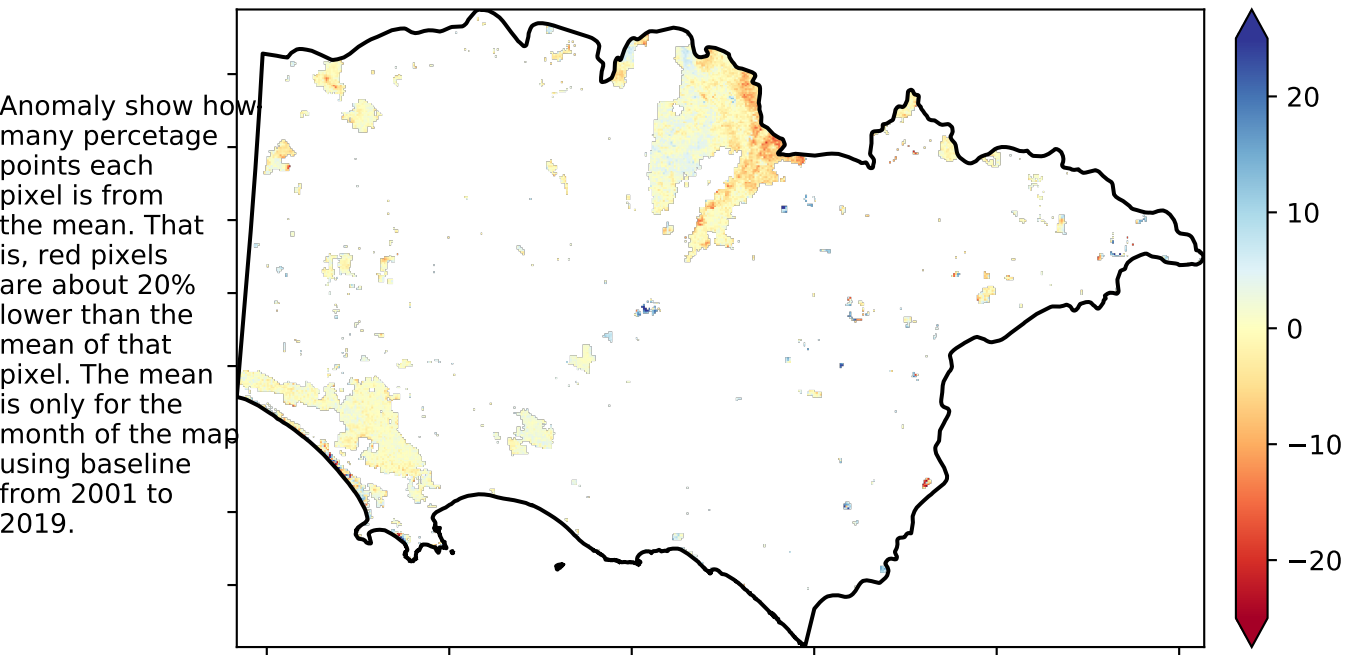 Anomaly show how
many percetage
points each
pixel is from
the mean. That
is, red pixels
are about 20%
lower than the
mean of that
pixel. The mean
is only for the
month of the map
using baseline
from 2001 to
2019.
20
10
0
−10
−20